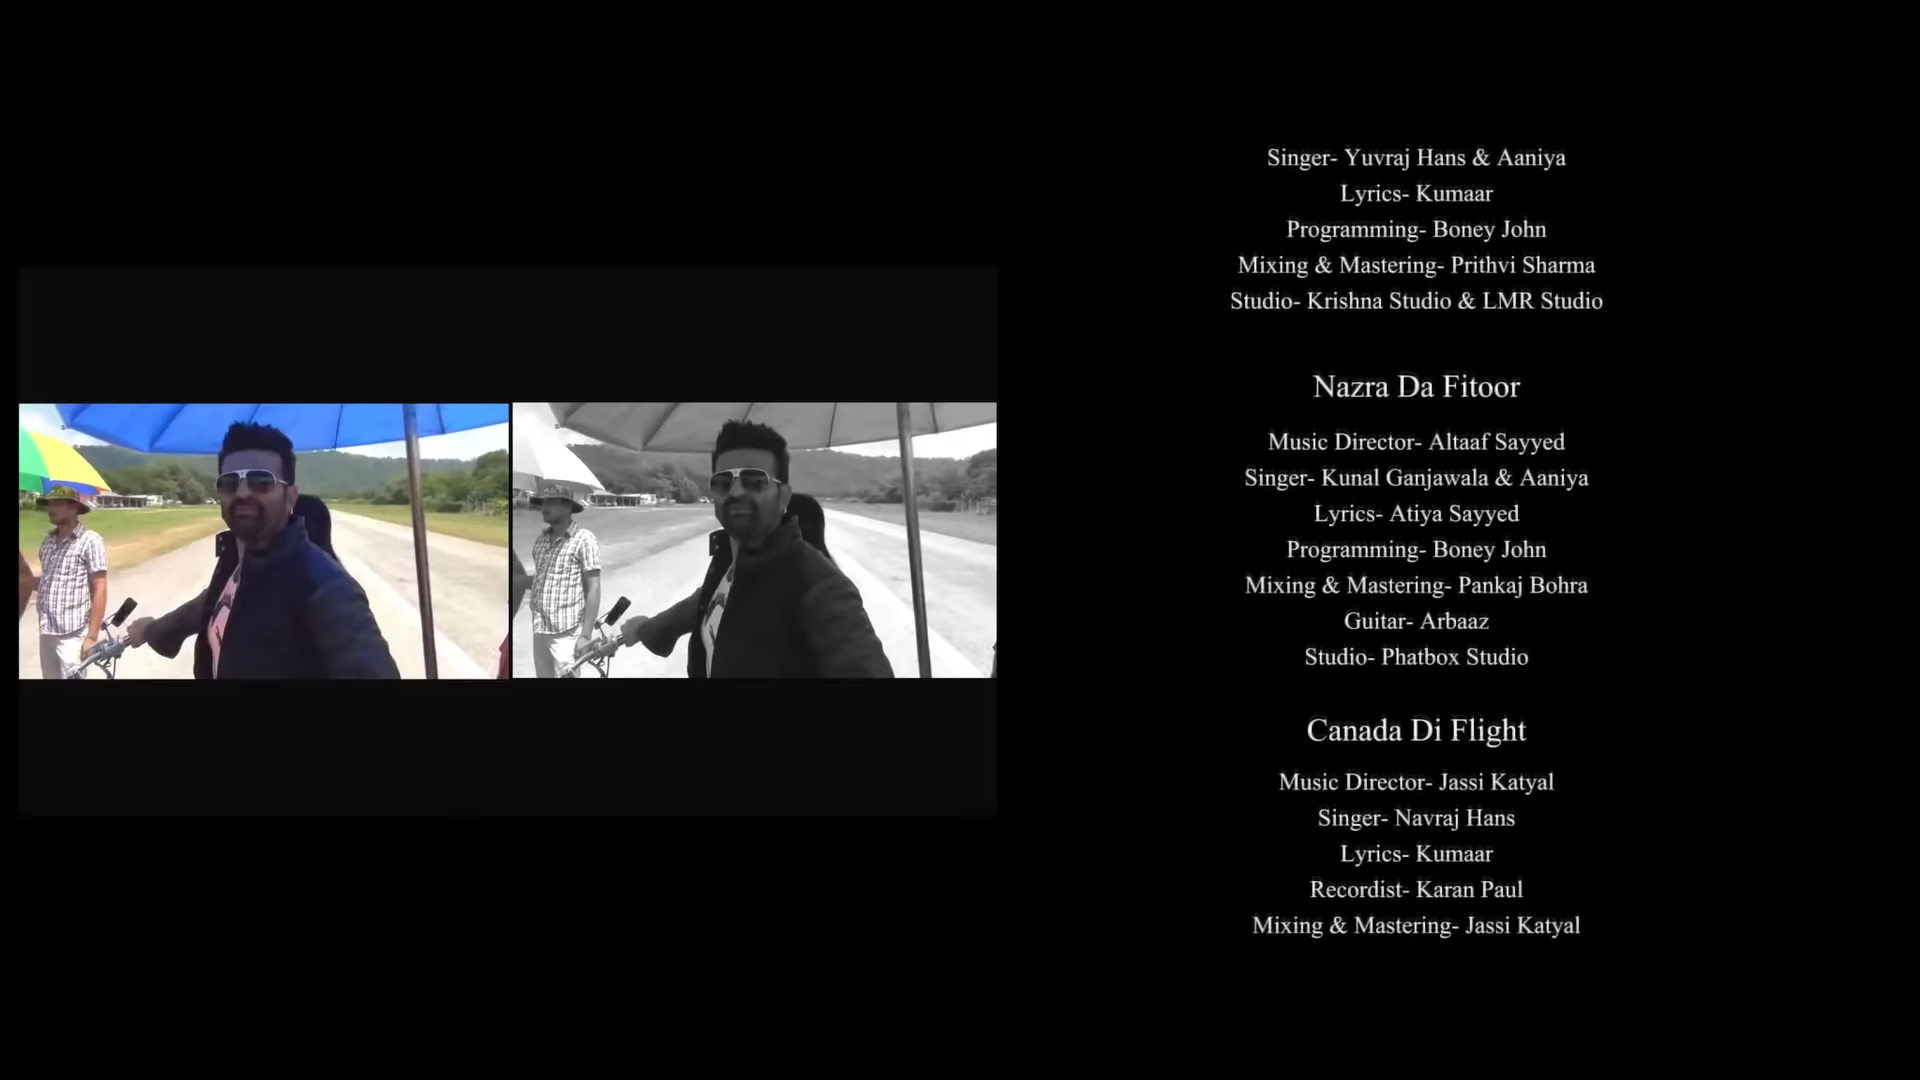 Singer- Yuvraj Hans & Aaniya
Lyrics- Kumaar
Programming- Boney John
Mixing & Mastering- Prithvi Sharma
Studio- Krishna Studio & LMR Studio
Nazra Da Fitoor
Music Director- Altaaf Sayyed
Singer- Kunal Ganjawala & Aaniya
Lyrics- Atiya Sayyed
Programming- Boney John
Mixing & Mastering- Pankaj Bohra
Guitar- Arbaaz
Studio- Phatbox Studio
Canada Di Flight
Music Director- Jassi Katyal
Singer- Navraj Hans
Lyrics- Kumaar
Recordist- Karan Paul
Mixing & Mastering- Jassi Katyal